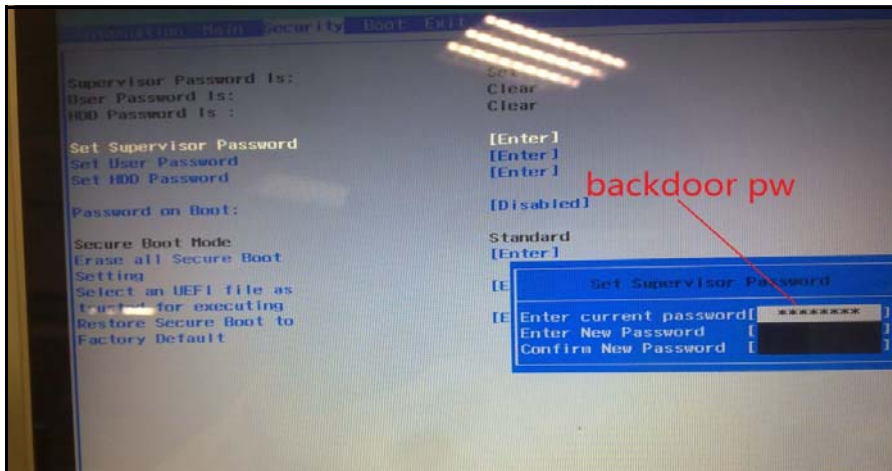 Information Main Security Boot Exit
Supervisor Password Is: Set
User Password Is: Clear
HDD Password Is : Clear
Set Supervisor Password [Enter]
Set User Password [Enter]
Set HDD Password [Enter]
backdoor pw
Password on Boot: [Disabled]
Secure Boot Mode Standard
Erase all Secure Boot [Enter]
Setting
Select an UEFI file as [E
trusted for executing
Restore Secure Boot to [E
Factory Default
Set Supervisor Password
Enter current password[ ******** ]
Enter New Password [ ]
Confirm New Password [ ]